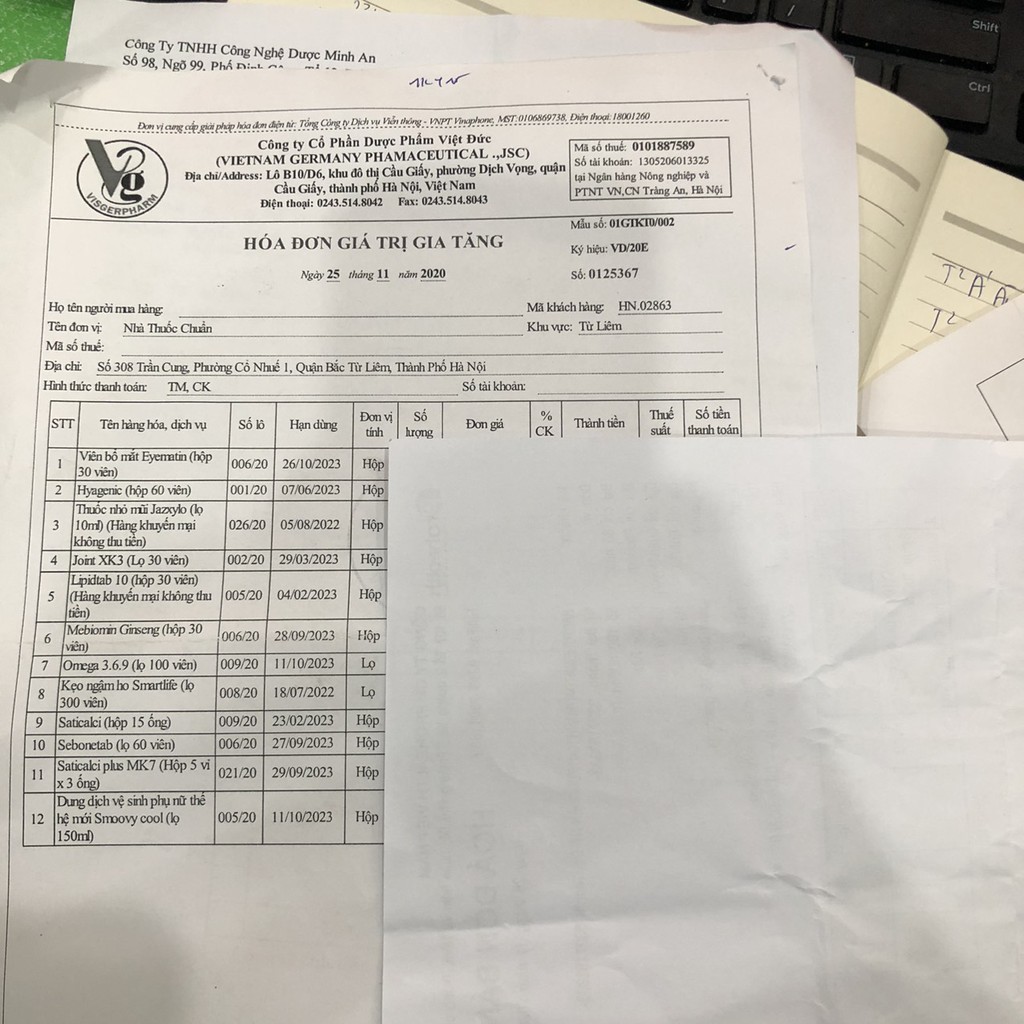 Công Ty TNHH Công Nghệ Dược Minh An
Số 98, Ngõ 99, Phố
Đơn vị cung cấp giải pháp hóa đơn điện tử: Tổng Công ty Dịch vụ Viễn thông - VNPT Vinaphone, MST:0106869738, Điện thoại:18001260
Công ty Cổ Phần Dược Phẩm Việt Đức
(VIETNAM GERMANY PHAMACEUTICAL .,JSC)
Địa chỉ/Address: Lô B10/D6, khu đô thị Cầu Giấy, phường Dịch Vọng, quận
Cầu Giấy, thành phố Hà Nội, Việt Nam
Điện thoại: 0243.514.8042 Fax: 0243.514.8043
VPg
VISGERPHARM
Mã số thuế: 0101887589
Số tài khoản: 1305206013325
tại Ngân hàng Nông nghiệp và
PTNT VN,CN Tràng An, Hà Nội
Mẫu số: 01GTKT0/002
HÓA ĐƠN GIÁ TRỊ GIA TĂNG
Ký hiệu: VD/20E
Ngày 25 tháng 11 năm 2020
Số: 0125367
Họ tên người mua hàng:
Mã khách hàng: HN.02863
Tên đơn vị: Nhà Thuốc Chuẩn
Khu vực: Từ Liêm
Mã số thuế:
Địa chỉ: Số 308 Trần Cung, Phường Cổ Nhuế 1, Quận Bắc Từ Liêm, Thành Phố Hà Nội
Hình thức thanh toán: TM, CK
Số tài khoản:
STT Tên hàng hóa, dịch vụ Số lô Hạn dùng Đơn vị tính Số lượng Đơn giá % CK Thành tiền Thuế suất Số tiền thanh toán
1 Viên bổ mắt Eyematin (hộp 30 viên) 006/20 26/10/2023 Hộp
2 Hyagenic (hộp 60 viên) 001/20 07/06/2023 Hộp
3 Thuốc nhỏ mũi Jazxylo (lọ 10ml) (Hàng khuyến mại không thu tiền) 026/20 05/08/2022 Hộp
4 Joint XK3 (Lọ 30 viên) 002/20 29/03/2023 Hộp
5 Lipidtab 10 (hộp 30 viên) (Hàng khuyến mại không thu tiền) 005/20 04/02/2023 Hộp
6 Mebiomin Ginseng (hộp 30 viên) 006/20 28/09/2023 Hộp
7 Omega 3.6.9 (lọ 100 viên) 009/20 11/10/2023 Lọ
8 Kẹo ngậm ho Smartlife (lọ 300 viên) 008/20 18/07/2022 Lọ
9 Saticalci (hộp 15 ống) 009/20 23/02/2023 Hộp
10 Sebonetab (lọ 60 viên) 006/20 27/09/2023 Hộp
11 Saticalci plus MK7 (Hộp 5 vỉ x 3 ống) 021/20 29/09/2023 Hộp
12 Dung dịch vệ sinh phụ nữ thế hệ mới Smoovy cool (lọ 150ml) 005/20 11/10/2023 Hộp
Shift
Ctrl